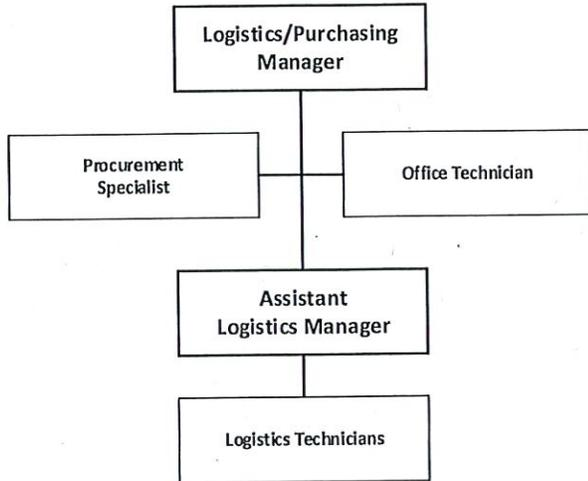 Logistics/Purchasing
Manager
Procurement
Specialist
Office Technician
Assistant
Logistics Manager
Logistics Technicians